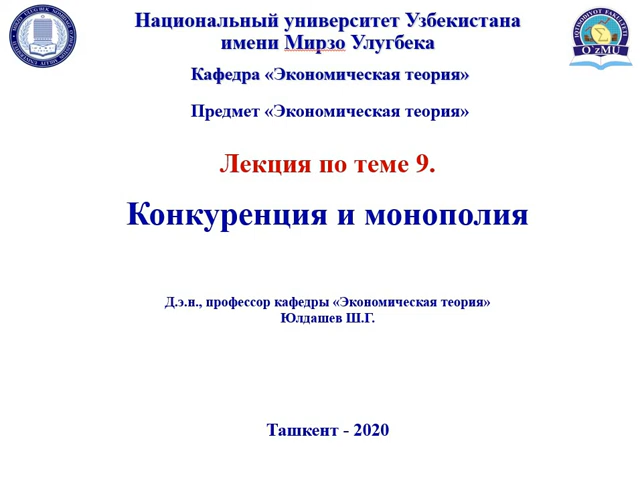 Национальный университет Узбекистана
имени Мирзо Улугбека
Кафедра «Экономическая теория»
Предмет «Экономическая теория»
Лекция по теме 9.
Конкуренция и монополия
Д.э.н., профессор кафедры «Экономическая теория»
Юлдашев Ш.Г.
Ташкент - 2020
O'zMU